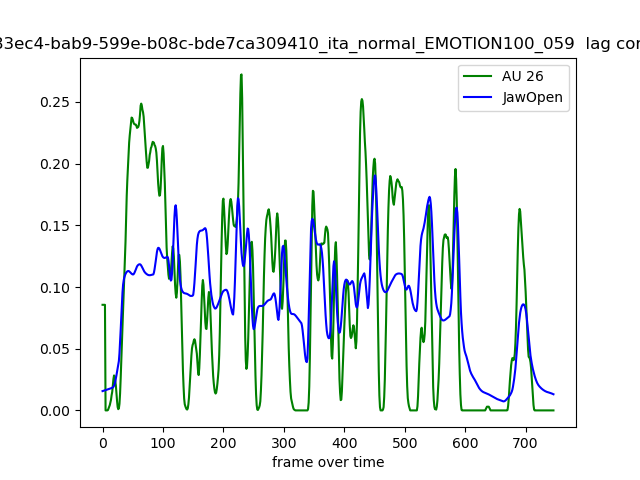 33ec4-bab9-599e-b08c-bde7ca309410_ita_normal_EMOTION100_059 lag cor
AU 26
JawOpen
0.25
0.20
0.15
0.10
0.05
0.00
0 100 200 300 400 500 600 700
frame over time